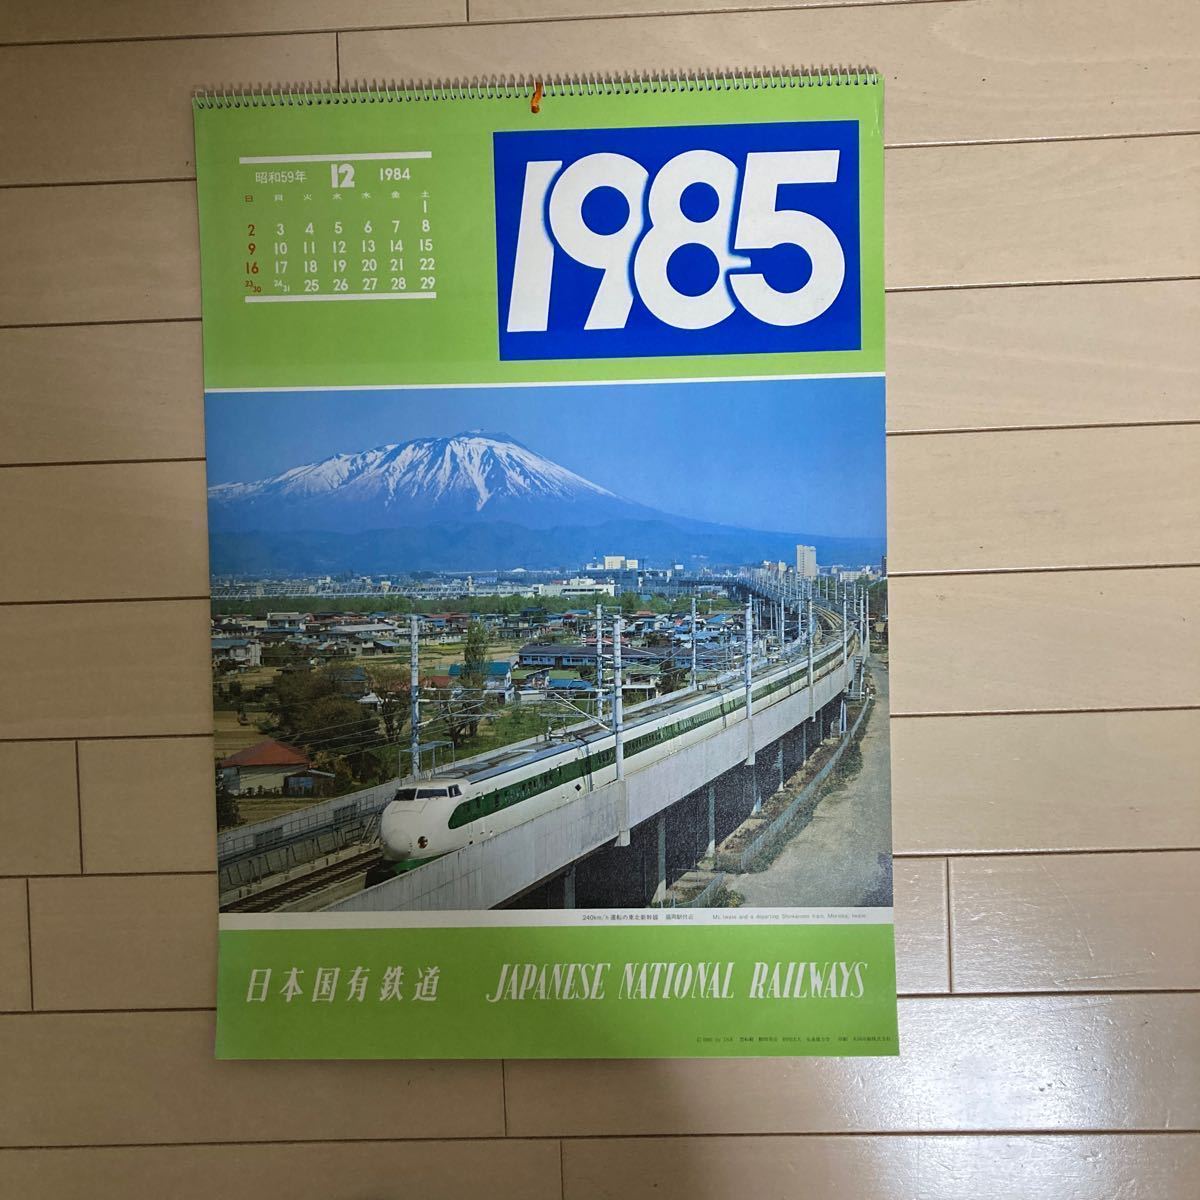 昭和59年 12 1984
日 月 火 水 木 金 土
1
2 3 4 5 6 7 8
9 10 11 12 13 14 15
16 17 18 19 20 21 22
23/30 24/31 25 26 27 28 29
1985
240km/h運転の東北新幹線 盛岡駅付近 Mt. Iwate and a departing Shinkansen train, Morioka, Iwate.
日本国有鉄道 JAPANESE NATIONAL RAILWAYS